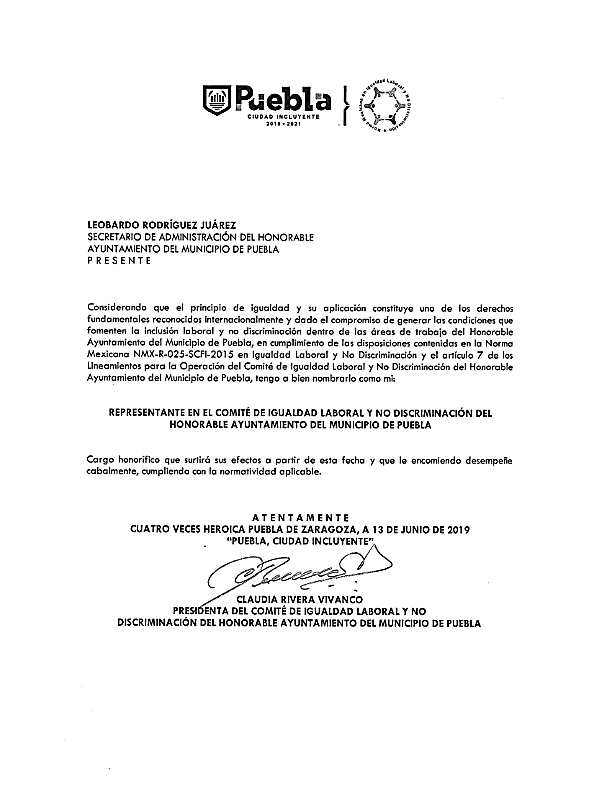 Puebla
CIUDAD INCLUYENTE
2018-2021
LEOBARDO RODRÍGUEZ JUÁREZ
SECRETARIO DE ADMINISTRACIÓN DEL HONORABLE
AYUNTAMIENTO DEL MUNICIPIO DE PUEBLA
P R E S E N T E
Considerando que el principio de igualdad y su aplicación constituye uno de los derechos
fundamentales reconocidos internacionalmente y dado el compromiso de generar las condiciones que
fomenten la inclusión laboral y no discriminación dentro de las áreas de trabajo del Honorable
Ayuntamiento del Municipio de Puebla, en cumplimiento de las disposiciones contenidas en la Norma
Mexicana NMX-R-025-SCFI-2015 en Igualdad Laboral y No Discriminación y el artículo 7 de los
Lineamientos para la Operación del Comité de Igualdad Laboral y No Discriminación del Honorable
Ayuntamiento del Municipio de Puebla, tengo a bien nombrarlo como mi:
REPRESENTANTE EN EL COMITÉ DE IGUALDAD LABORAL Y NO DISCRIMINACIÓN DEL
HONORABLE AYUNTAMIENTO DEL MUNICIPIO DE PUEBLA
Cargo honorífico que surtirá sus efectos a partir de esta fecha y que le encomiendo desempeñe
cabalmente, cumpliendo con la normatividad aplicable.
A T E N T A M E N T E
CUATRO VECES HEROICA PUEBLA DE ZARAGOZA, A 13 DE JUNIO DE 2019
"PUEBLA, CIUDAD INCLUYENTE"
CLAUDIA RIVERA VIVANCO
PRESIDENTA DEL COMITÉ DE IGUALDAD LABORAL Y NO
DISCRIMINACIÓN DEL HONORABLE AYUNTAMIENTO DEL MUNICIPIO DE PUEBLA